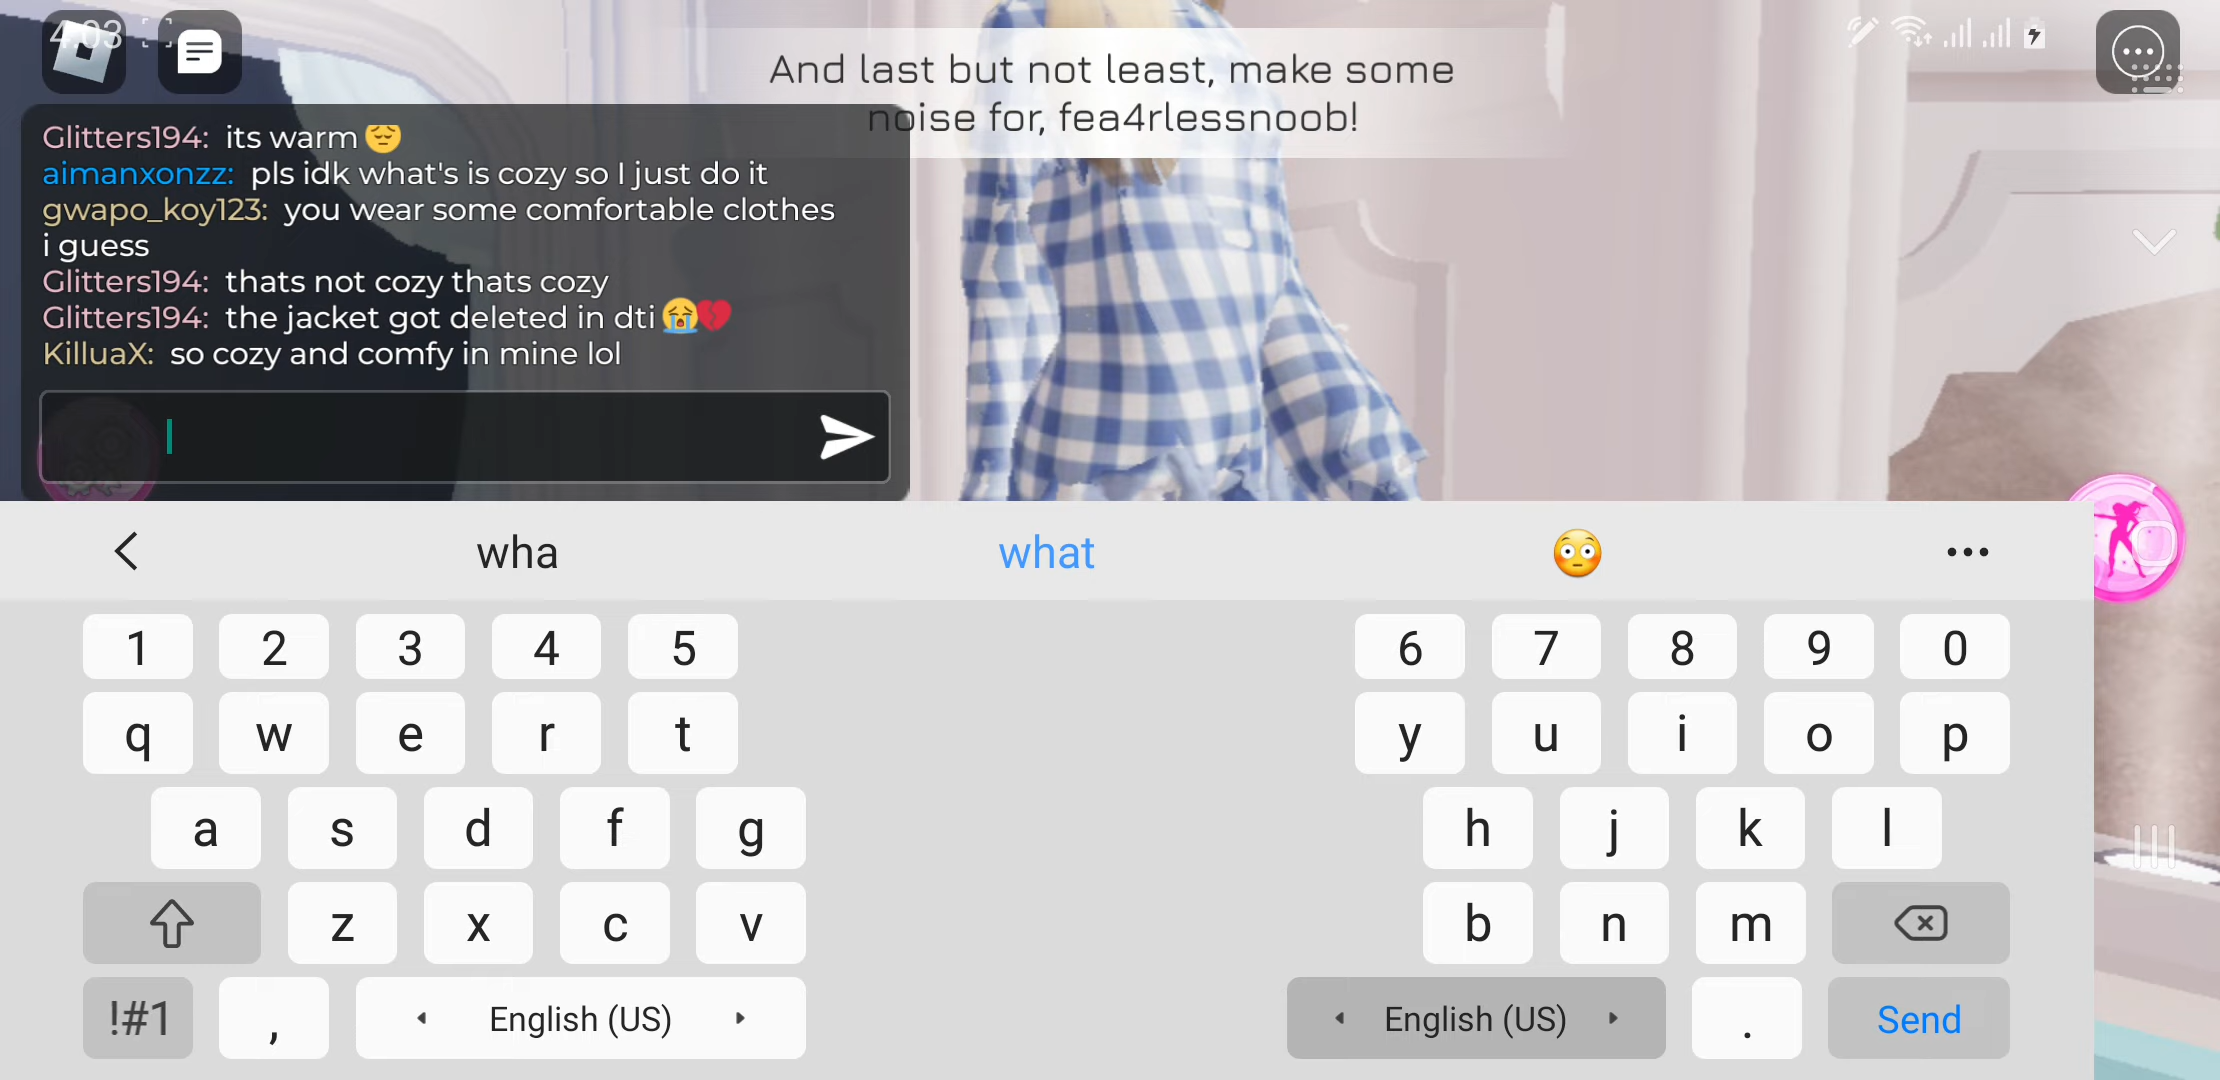 4:03
And last but not least, make some
noise for, fea4rlessnoob!
Glitters194: its warm😔
aimanxonzz: pls idk what's is cozy so I just do it
gwapo_koy123: you wear some comfortable clothes
i guess
Glitters194: thats not cozy thats cozy
Glitters194: the jacket got deleted in dti😭💔
KilluaX: so cozy and comfy in mine lol
wha what 😳
1 2 3 4 5 6 7 8 9 0
q w e r t y u i o p
a s d f g h j k l
z x c v b n m
!#1 , English (US) English (US) . Send